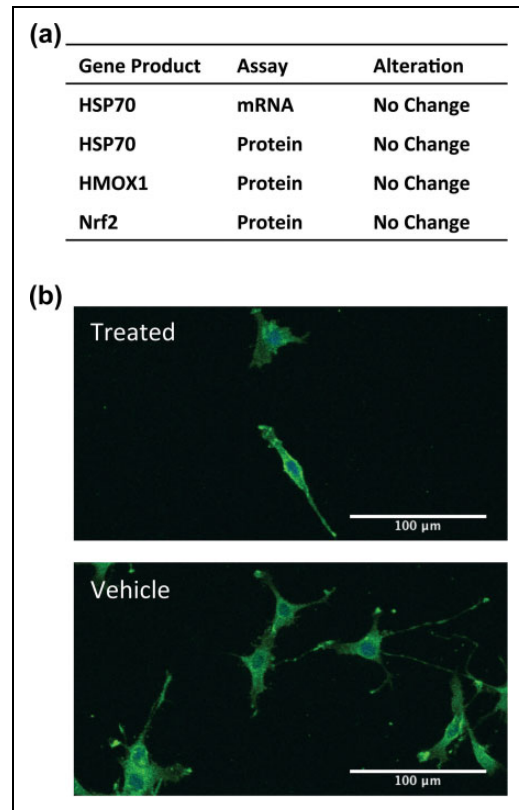 (a)
Gene Product Assay Alteration
HSP70 mRNA No Change
HSP70 Protein No Change
HMOX1 Protein No Change
Nrf2 Protein No Change
(b)
Treated
100 µm
Vehicle
100 µm